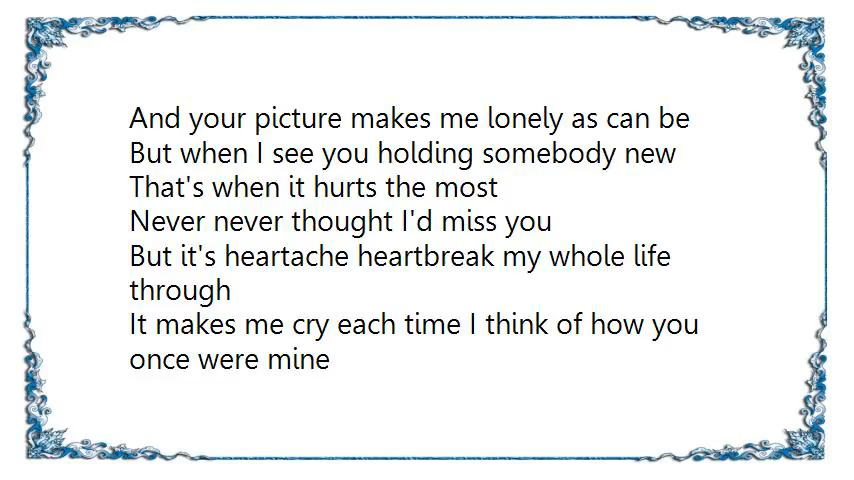 And your picture makes me lonely as can be
But when I see you holding somebody new
That's when it hurts the most
Never never thought I'd miss you
But it's heartache heartbreak my whole life
through
It makes me cry each time I think of how you
once were mine